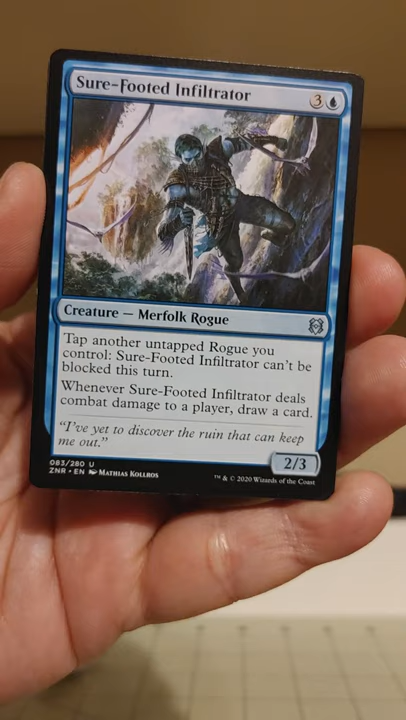 Sure-Footed Infiltrator 3
Creature — Merfolk Rogue
Tap another untapped Rogue you
control: Sure-Footed Infiltrator can't be
blocked this turn.
Whenever Sure-Footed Infiltrator deals
combat damage to a player, draw a card.
"I've yet to discover the ruin that can keep
me out."
2/3
083/280 U
ZNR • EN Mathias Kollros
™ & © 2020 Wizards of the Coast